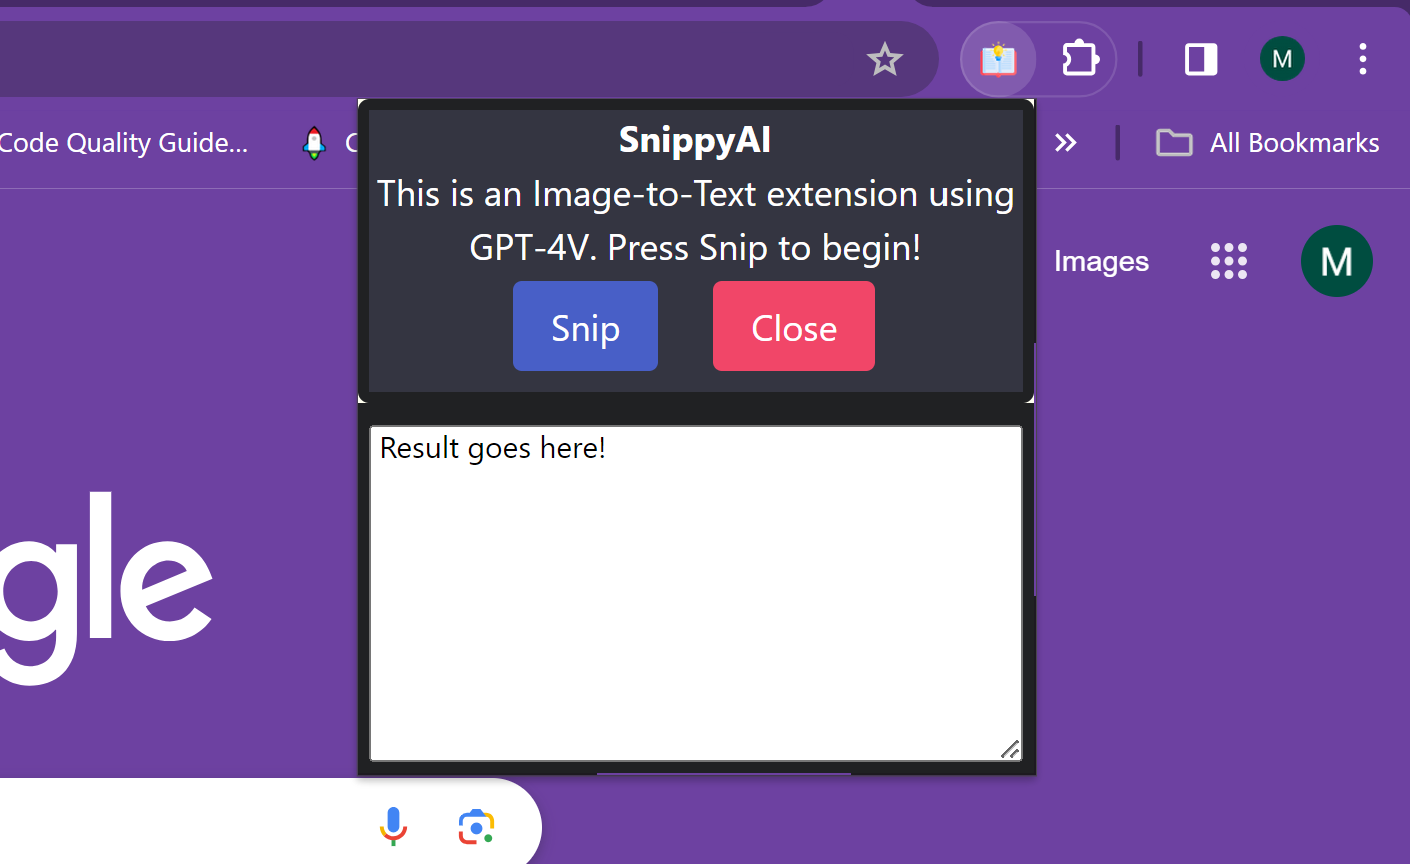 M
Code Quality Guide...
All Bookmarks
SnippyAI
This is an Image-to-Text extension using
GPT-4V. Press Snip to begin!
Snip
Close
Images
M
Result goes here!
gle